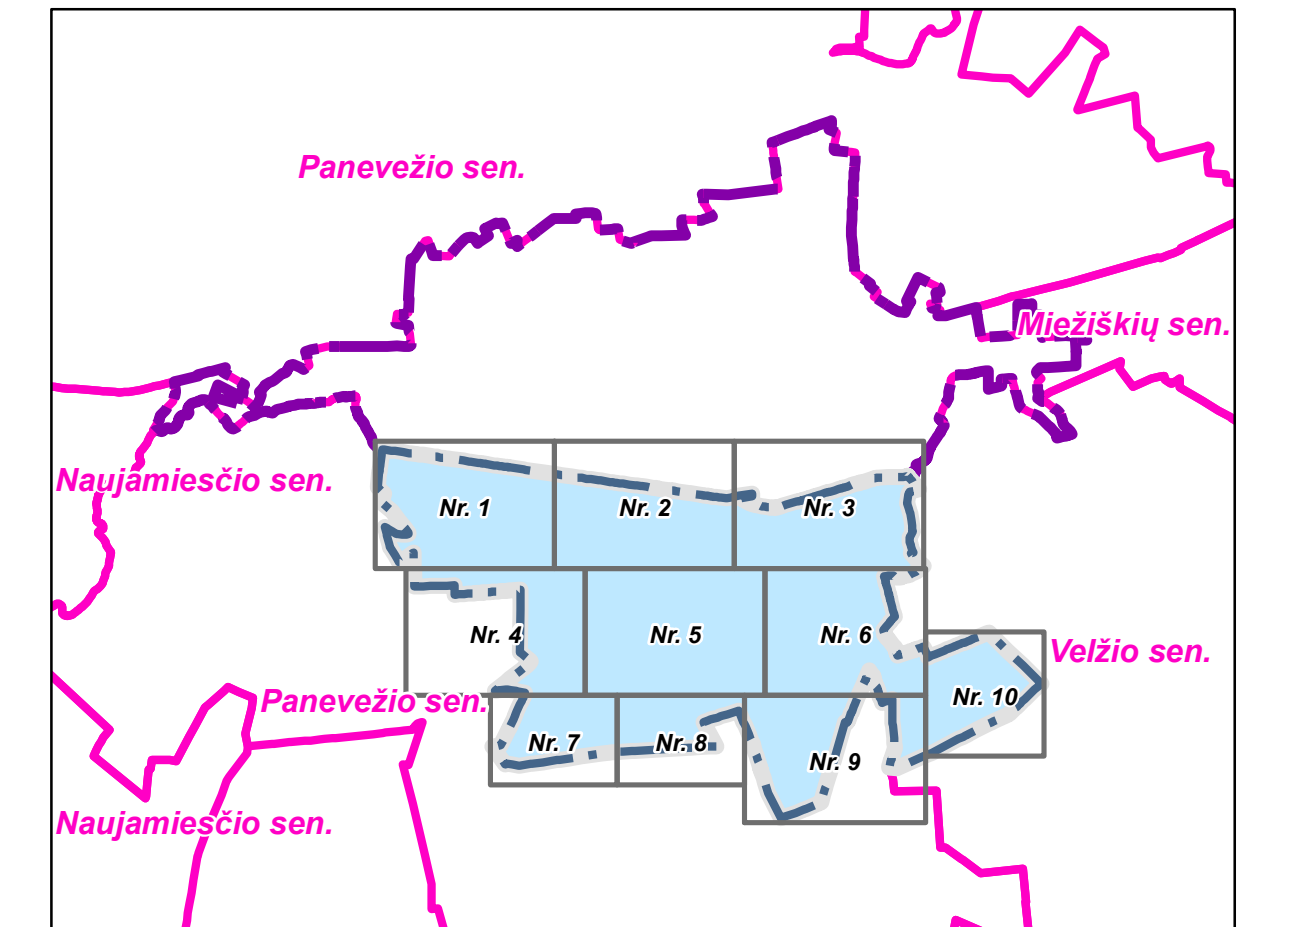 Panevėžio sen.
Miežiškių sen.
Naujamiesčio sen.
Nr. 1
Nr. 2
Nr. 3
Nr. 4
Nr. 5
Nr. 6
Velžio sen.
Panevėžio sen.
Nr. 10
Nr. 7
Nr. 8
Nr. 9
Naujamiesčio sen.